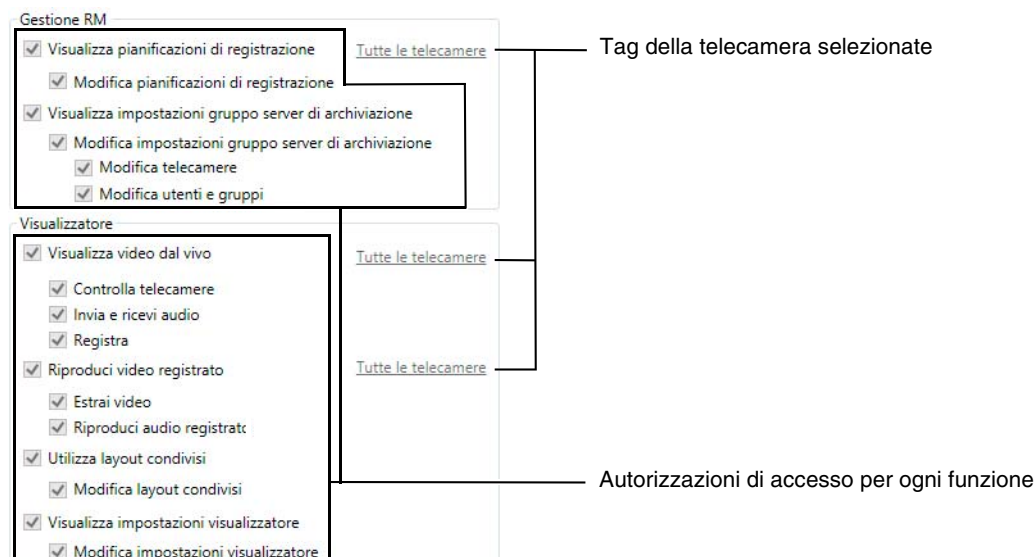 Gestione RM
Visualizza pianificazioni di registrazione Tutte le telecamere
Tag della telecamera selezionate
Modifica pianificazioni di registrazione
Visualizza impostazioni gruppo server di archiviazione
Modifica impostazioni gruppo server di archiviazione
Modifica telecamere
Modifica utenti e gruppi
Visualizzatore
Visualizza video dal vivo Tutte le telecamere
Controlla telecamere
Invia e ricevi audio
Registra
Riproduci video registrato Tutte le telecamere
Estrai video
Riproduci audio registrato
Utilizza layout condivisi
Autorizzazioni di accesso per ogni funzione
Modifica layout condivisi
Visualizza impostazioni visualizzatore
Modifica impostazioni visualizzatore